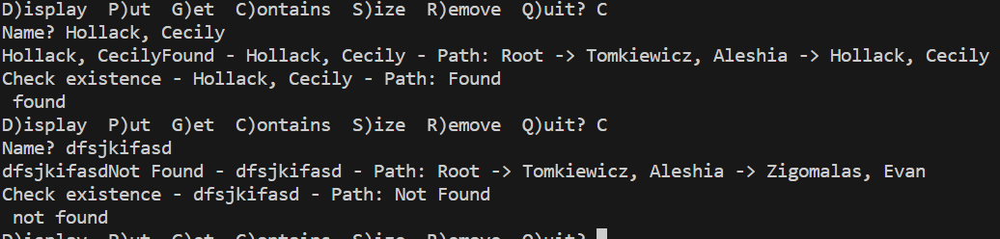 D)isplay  P)ut  G)et  C)ontains  S)ize  R)emove  Q)uit? C
Name? Hollack, Cecily
Hollack, CecilyFound - Hollack, Cecily - Path: Root -> Tomkiewicz, Aleshia -> Hollack, Cecily
Check existence - Hollack, Cecily - Path: Found
 found
D)isplay  P)ut  G)et  C)ontains  S)ize  R)emove  Q)uit? C
Name? dfsjkifasd
dfsjkifasdNot Found - dfsjkifasd - Path: Root -> Tomkiewicz, Aleshia -> Zigomalas, Evan
Check existence - dfsjkifasd - Path: Not Found
 not found
D)isplay  P)ut  G)et  C)ontains  S)ize  R)emove  Q)uit?